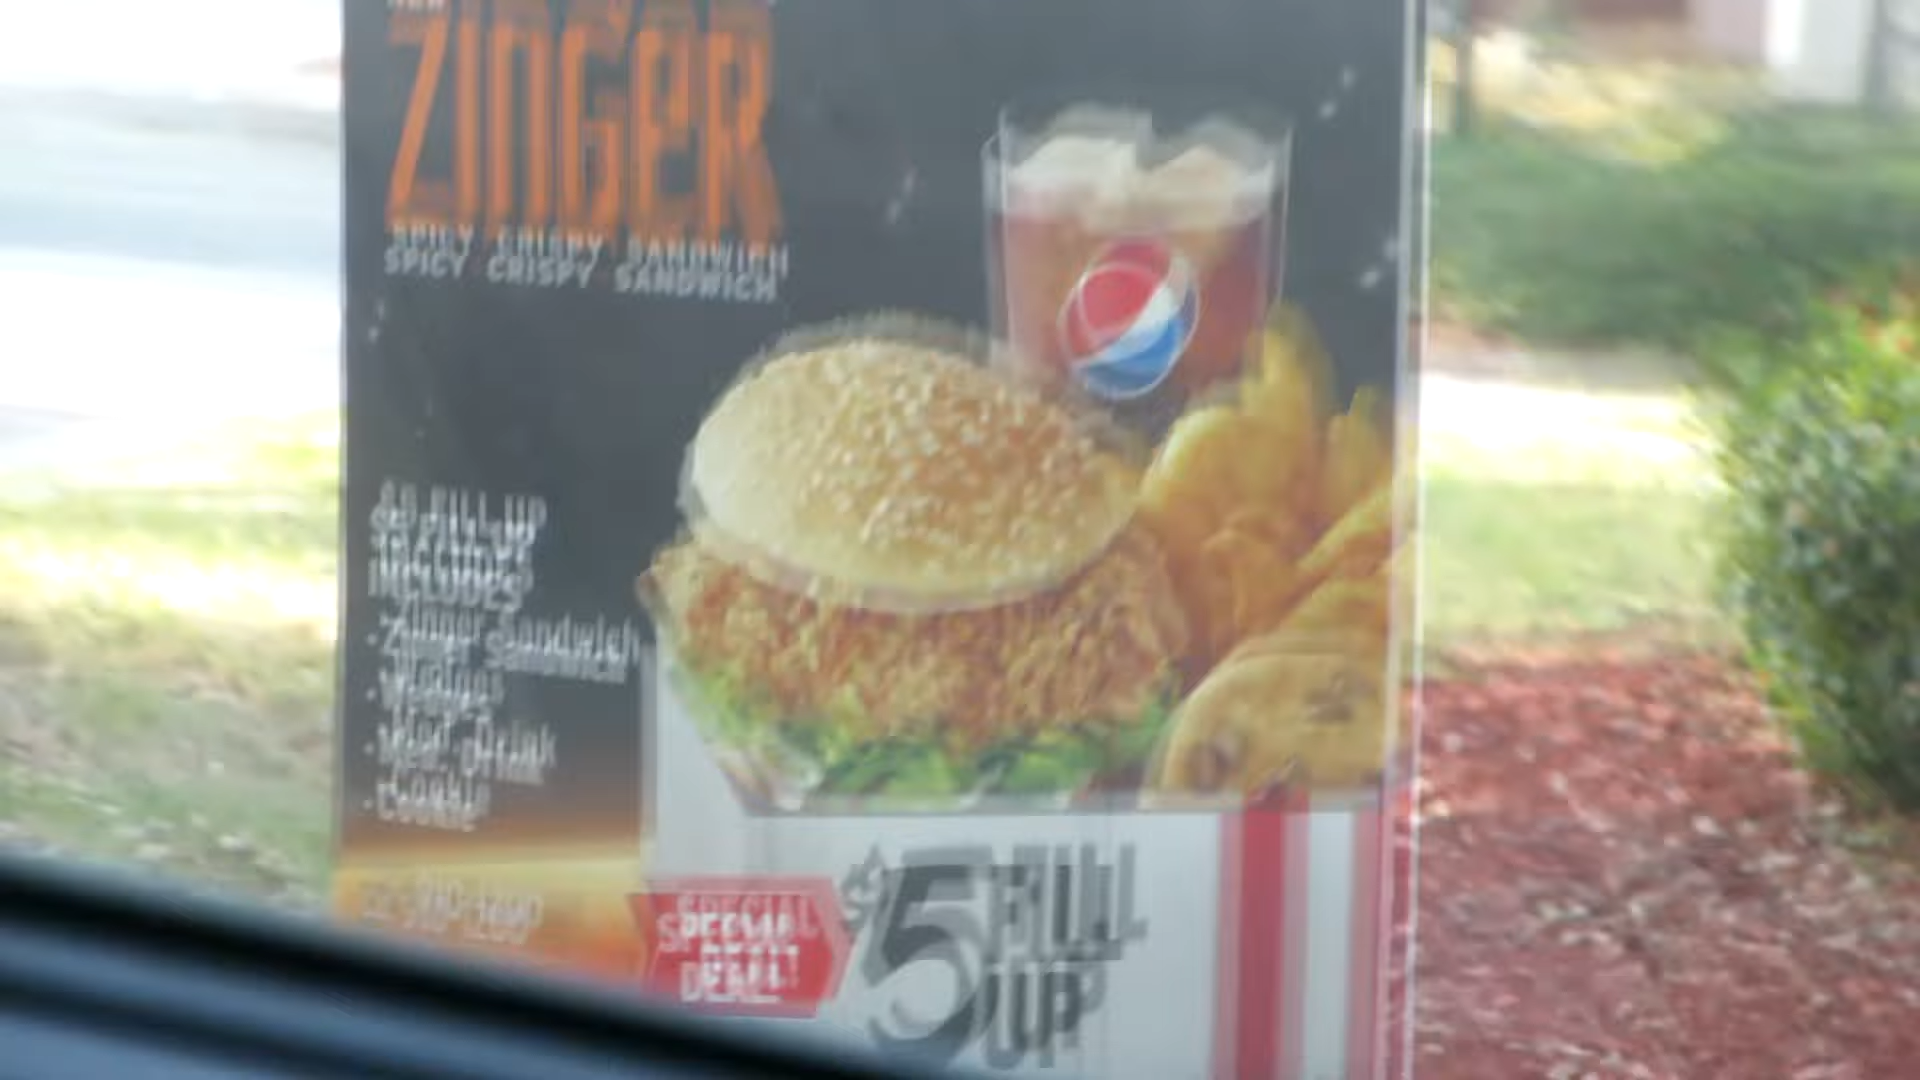 NEW
ZINGER
SPICY CRISPY SANDWICH
$5 FILL UP
INCLUDES:
-Zinger Sandwich
-Wedges
-Med. Drink
-Cookie
SPECIAL
DEAL!
$5 FILL
UP